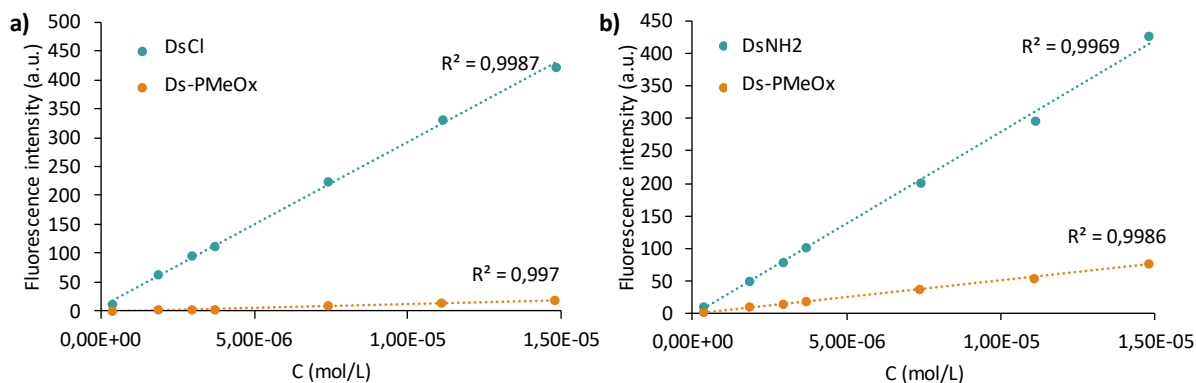 a)
DsCl
Ds-PMeOx
R² = 0,9987
R² = 0,997
Fluorescence intensity (a.u.)
500
450
400
350
300
250
200
150
100
50
0
0,00E+00 5,00E-06 1,00E-05 1,50E-05
C (mol/L)
b)
DsNH2
Ds-PMeOx
R² = 0,9969
R² = 0,9986
Fluorescence intensity (a.u.)
450
400
350
300
250
200
150
100
50
0
0,00E+00 5,00E-06 1,00E-05 1,50E-05
C (mol/L)